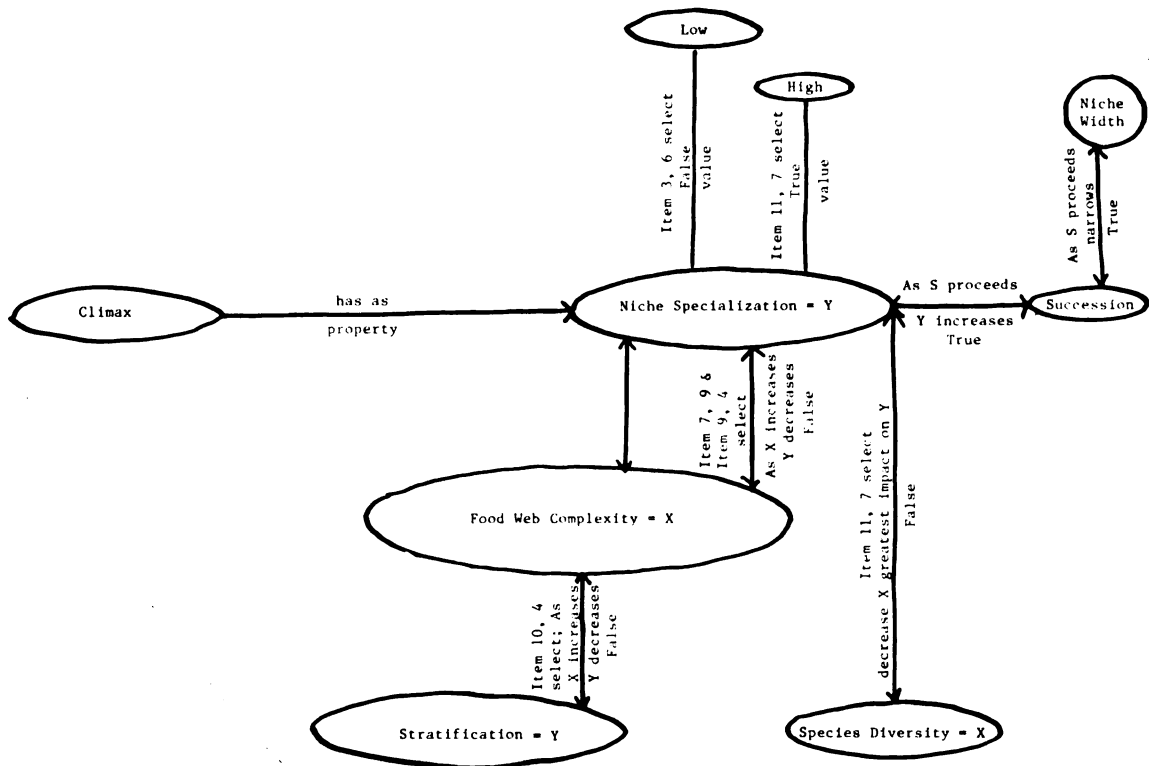 Low
High
Niche
Width
Item 3, 6 select
False
value
Item 11, 7 select
True
value
As S proceeds
narrows
True
Climax
has as
property
Niche Specialization = Y
As S proceeds
Y increases
True
Succession
Item 7, 9 &
Item 9, 4
select
As X increases
Y decreases
False
Item 11, 7 select
decrease X greatest impact on Y
False
Food Web Complexity = X
Item 10, 4
select; As
X increases
Y decreases
False
Stratification = Y
Species Diversity = X